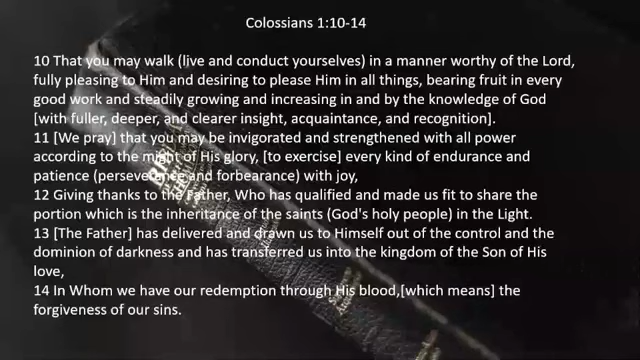 Colossians 1:10-14
10 That you may walk (live and conduct yourselves) in a manner worthy of the Lord,
fully pleasing to Him and desiring to please Him in all things, bearing fruit in every
good work and steadily growing and increasing in and by the knowledge of God
[with fuller, deeper, and clearer insight, acquaintance, and recognition].
11 [We pray] that you may be invigorated and strengthened with all power
according to the might of His glory, [to exercise] every kind of endurance and
patience (perseverence and forbearance) with joy,
12 Giving thanks to the Father, Who has qualified and made us fit to share the
portion which is the inheritance of the saints (God's holy people) in the Light.
13 [The Father] has delivered and drawn us to Himself out of the control and the
dominion of darkness and has transferred us into the kingdom of the Son of His
love,
14 In Whom we have our redemption through His blood,[which means] the
forgiveness of our sins.